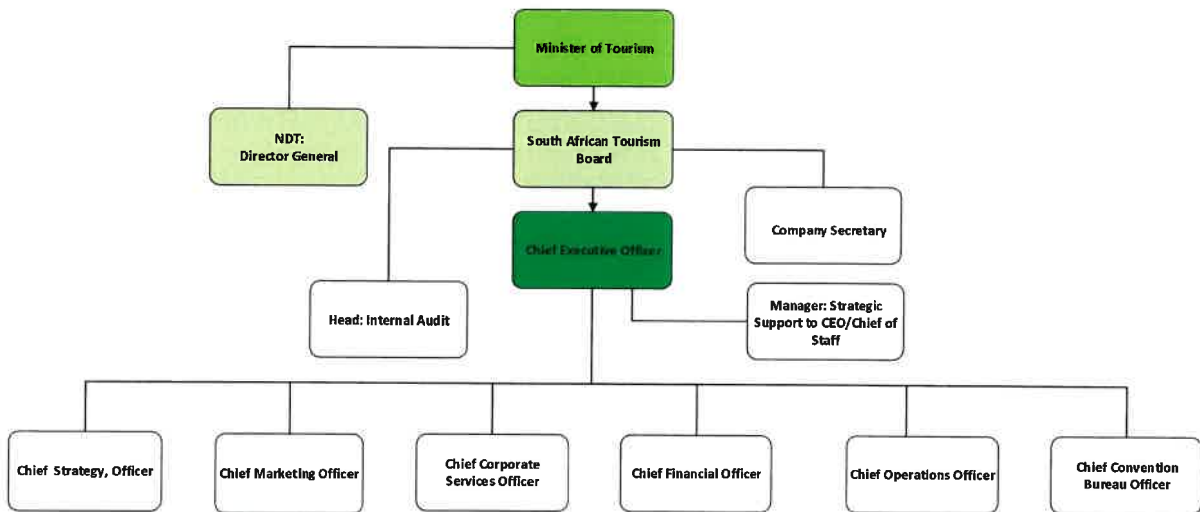 Minister of Tourism
NDT:
Director General
South African Tourism
Board
Company Secretary
Chief Executive Officer
Head: Internal Audit
Manager: Strategic
Support to CEO/Chief of
Staff
Chief Strategy, Officer
Chief Marketing Officer
Chief Corporate
Services Officer
Chief Financial Officer
Chief Operations Officer
Chief Convention
Bureau Officer